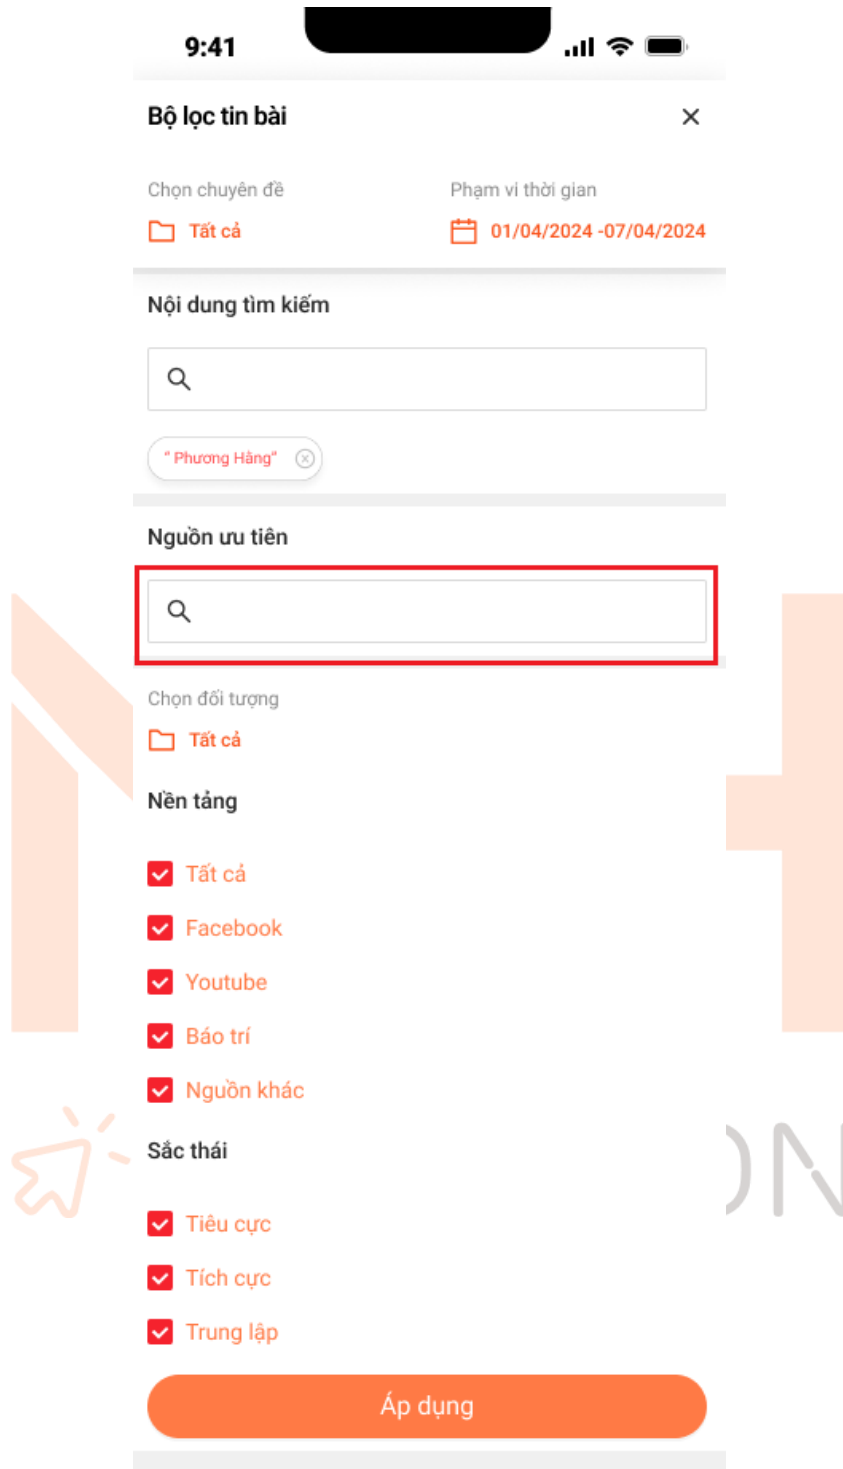 9:41
Bộ lọc tin bài
Chọn chuyên đề
Phạm vi thời gian
Tất cả
01/04/2024 -07/04/2024
Nội dung tìm kiếm
" Phương Hằng"
Nguồn ưu tiên
Chọn đối tượng
Tất cả
Nền tảng
Tất cả
Facebook
Youtube
Báo trí
Nguồn khác
Sắc thái
Tiêu cực
Tích cực
Trung lập
Áp dụng